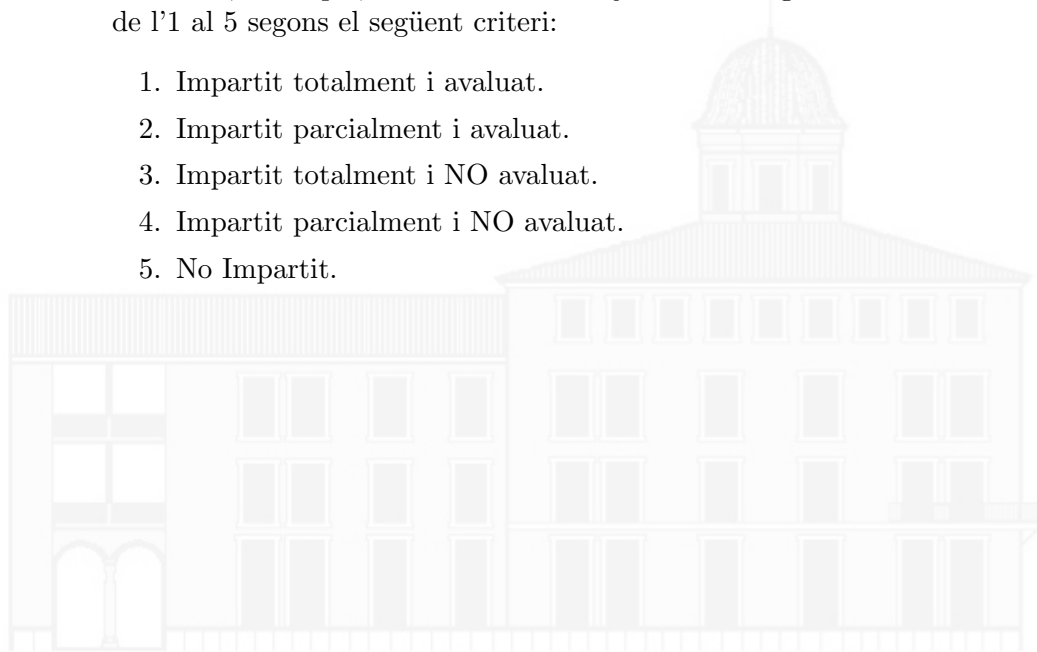 de l'1 al 5 segons el següent criteri:
1. Impartit totalment i avaluat.
2. Impartit parcialment i avaluat.
3. Impartit totalment i NO avaluat.
4. Impartit parcialment i NO avaluat.
5. No Impartit.